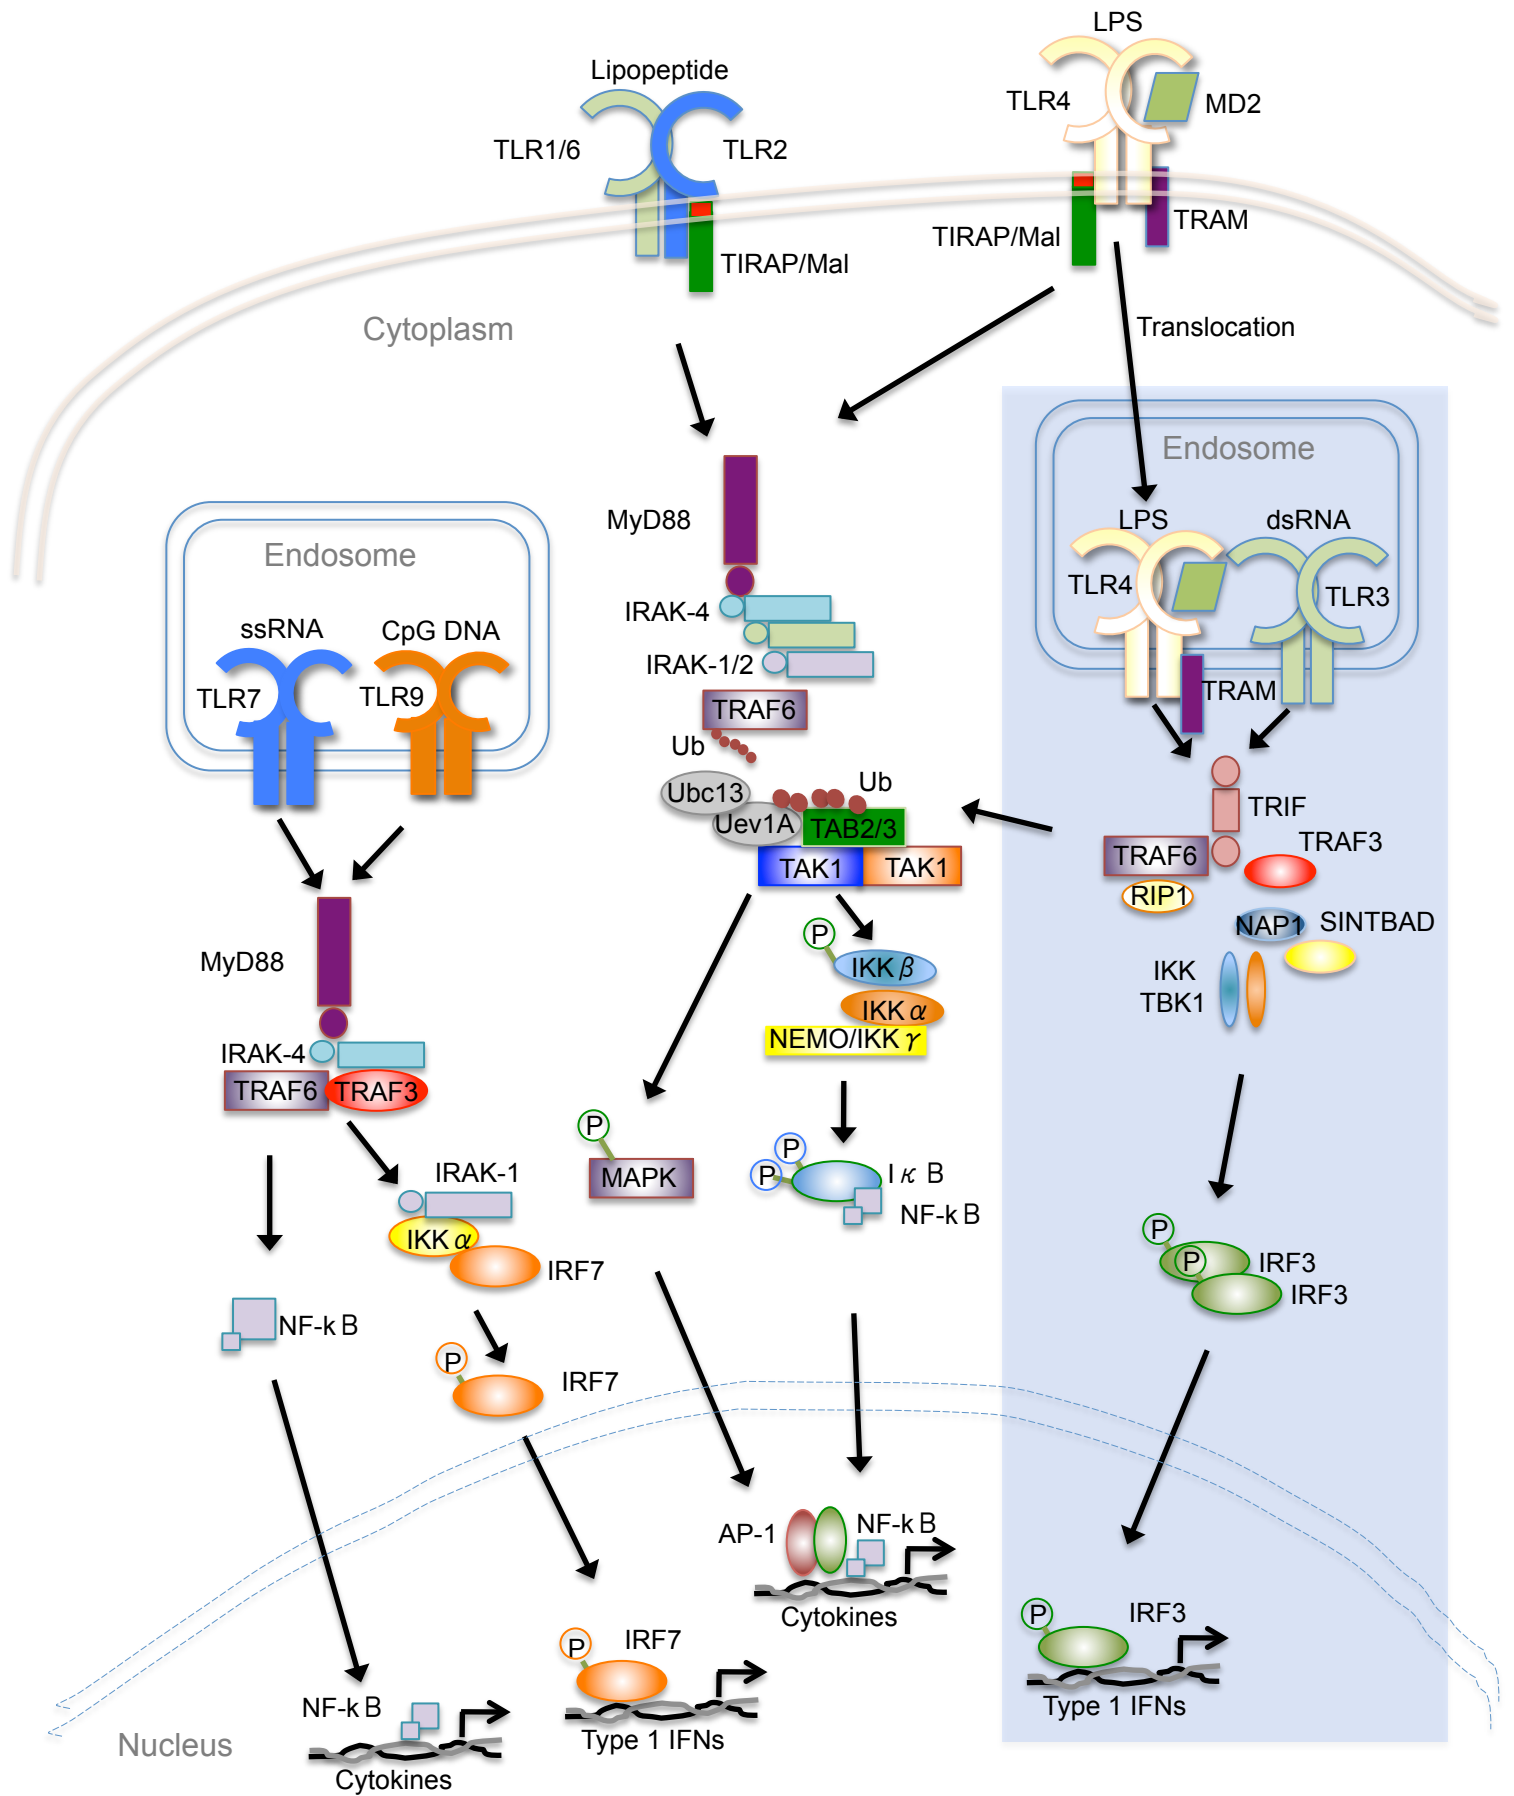 LPS
Lipopeptide
TLR4
MD2
TLR1/6
TLR2
TRAM
TIRAP/Mal
TIRAP/Mal
Cytoplasm
Translocation
Endosome
LPS
dsRNA
MyD88
Endosome
TLR4
TLR3
IRAK-4
ssRNA
CpG DNA
IRAK-1/2
TLR7
TLR9
TRAM
TRAF6
Ub
Ub
Ubc13
TRIF
Uev1A
TAB2/3
TRAF3
TRAF6
TAK1
TAK1
RIP1
P
NAP1
SINTBAD
MyD88
IKK β
IKK
TBK1
IKK α
NEMO/IKK γ
IRAK-4
TRAF6
TRAF3
P
P
P
IRAK-1
MAPK
I κ B
NF-k B
P
IKK α
P
IRF3
IRF7
IRF3
NF-k B
P
IRF7
AP-1
NF-k B
Cytokines
P
IRF3
P
IRF7
NF-k B
Type 1 IFNs
Nucleus
Type 1 IFNs
Cytokines